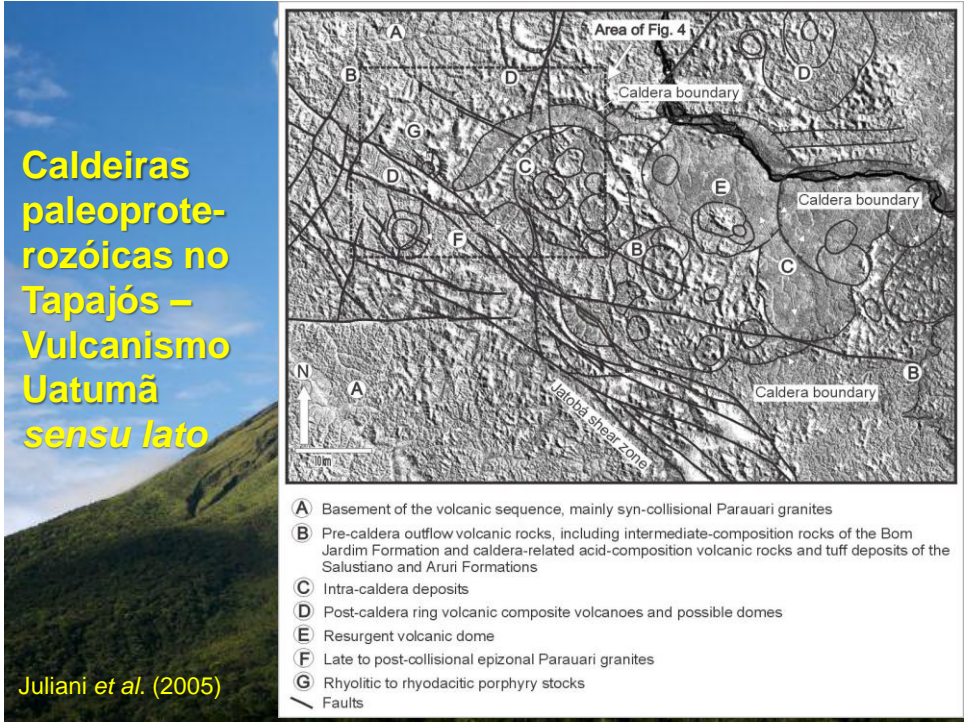 Caldeiras
paleoprote-
rozóicas no
Tapajós –
Vulcanismo
Uatumã
sensu lato
Juliani et al. (2005)
A
Area of Fig. 4
B
D
D
Caldera boundary
G
C
D
E
Caldera boundary
F
B
C
N
A
B
Caldera boundary
Jatobá shear zone
10 km
A Basement of the volcanic sequence, mainly syn-collisional Parauari granites
B Pre-caldera outflow volcanic rocks, including intermediate-composition rocks of the Bom
Jardim Formation and caldera-related acid-composition volcanic rocks and tuff deposits of the
Salustiano and Aruri Formations
C Intra-caldera deposits
D Post-caldera ring volcanic composite volcanoes and possible domes
E Resurgent volcanic dome
F Late to post-collisional epizonal Parauari granites
G Rhyolitic to rhyodacitic porphyry stocks
Faults